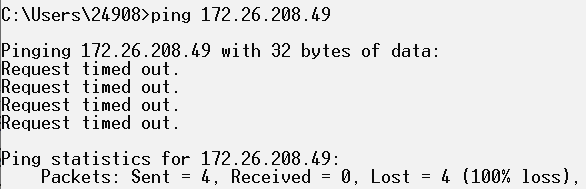 C:\Users\24908>ping 172.26.208.49
Pinging 172.26.208.49 with 32 bytes of data:
Request timed out.
Request timed out.
Request timed out.
Request timed out.
Ping statistics for 172.26.208.49:
Packets: Sent = 4, Received = 0, Lost = 4 (100% loss),